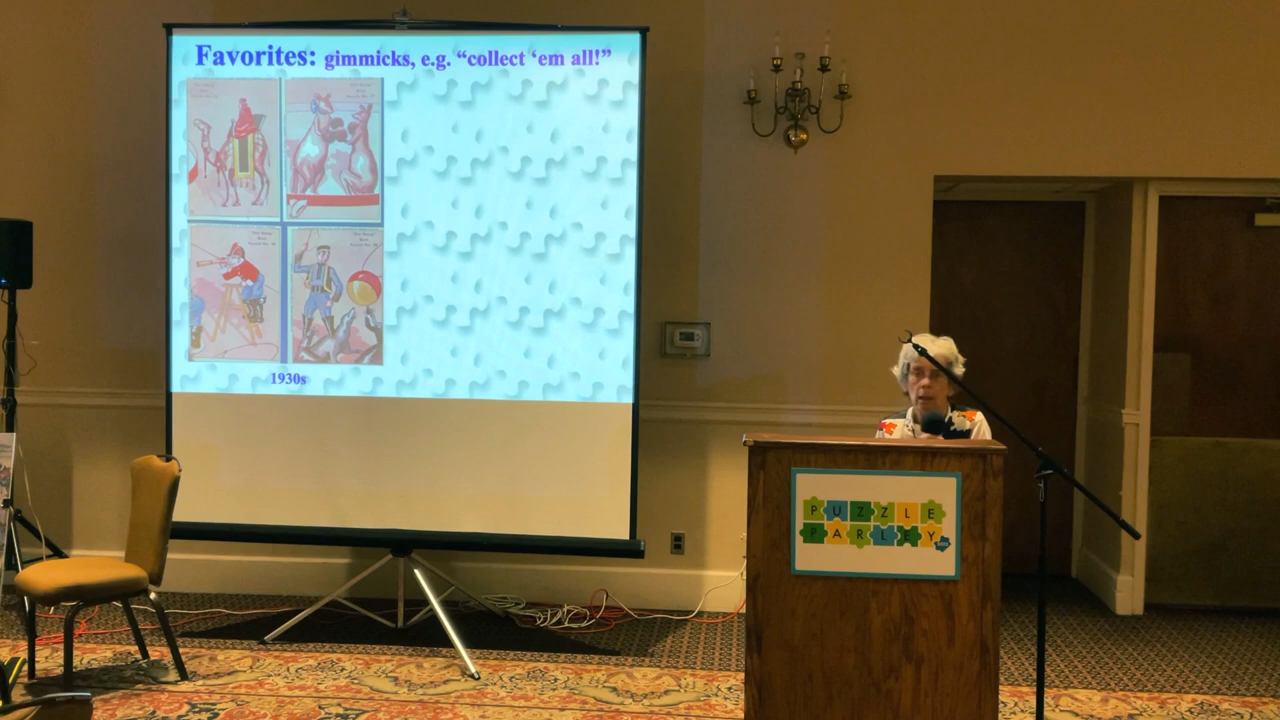 Favorites: gimmicks, e.g. “collect ‘em all!”
1930s
PUZZLE
PARLEY